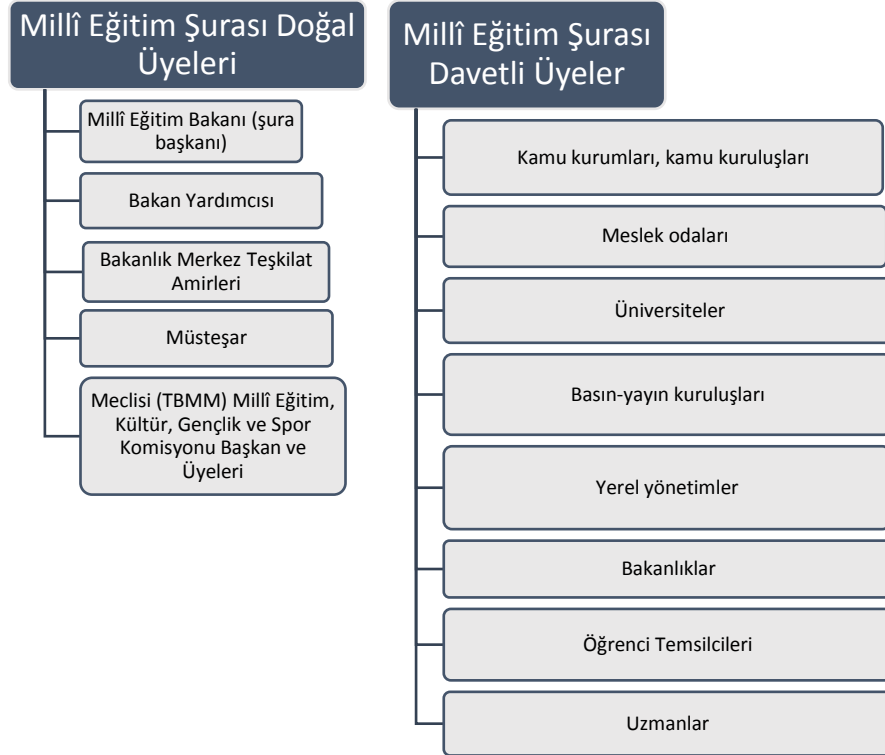 Millî Eğitim Şurası Doğal
Üyeleri
Millî Eğitim Bakanı (şura
başkanı)
Bakan Yardımcısı
Bakanlık Merkez Teşkilat
Amirleri
Müsteşar
Meclisi (TBMM) Millî Eğitim,
Kültür, Gençlik ve Spor
Komisyonu Başkan ve
Üyeleri
Millî Eğitim Şurası
Davetli Üyeler
Kamu kurumları, kamu kuruluşları
Meslek odaları
Üniversiteler
Basın-yayın kuruluşları
Yerel yönetimler
Bakanlıklar
Öğrenci Temsilcileri
Uzmanlar